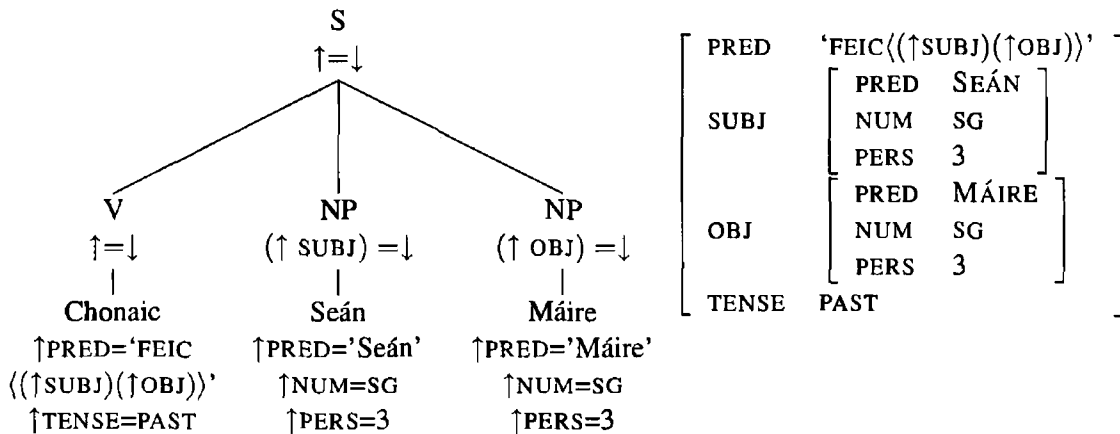 S
↑=↓
V NP NP
↑=↓ (↑ SUBJ) =↓ (↑ OBJ) =↓
Chonaic Seán Máire
↑PRED=‘FEIC ↑PRED='Seán' ↑PRED='Máire'
⟨(↑SUBJ)(↑OBJ)⟩’ ↑NUM=SG ↑NUM=SG
↑TENSE=PAST ↑PERS=3 ↑PERS=3
PRED ‘FEIC⟨(↑SUBJ)(↑OBJ)⟩’
PRED SEÁN
SUBJ NUM SG
PERS 3
PRED MÁIRE
OBJ NUM SG
PERS 3
TENSE PAST